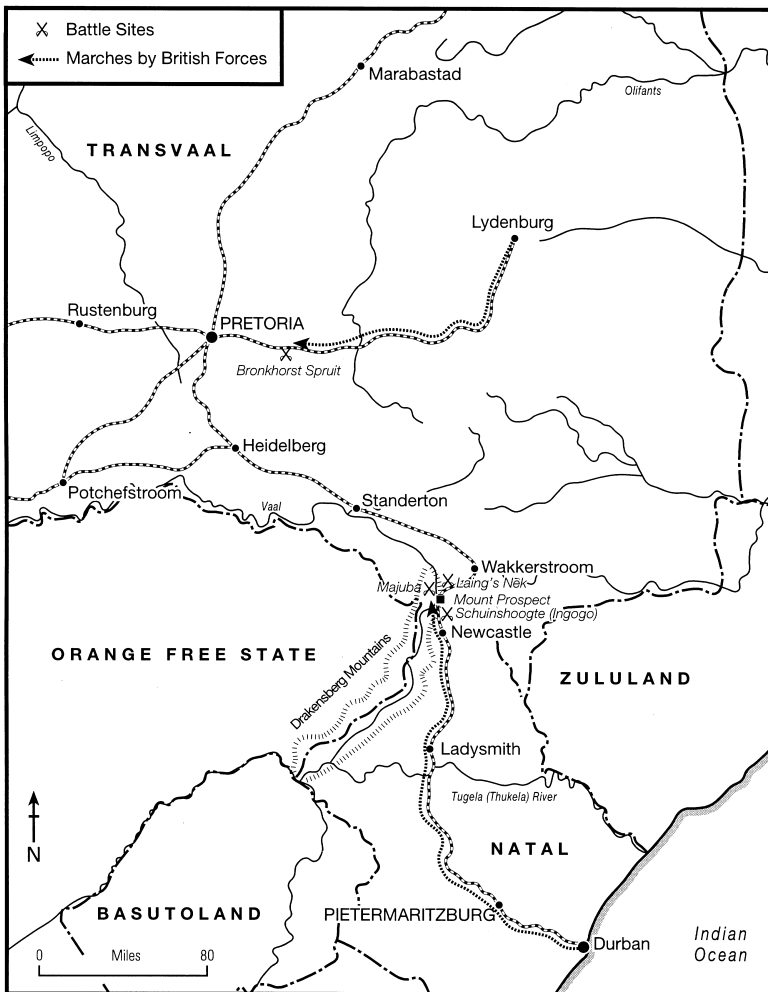 Battle Sites
Marches by British Forces
Marabastad
Olifants
Limpopo
TRANSVAAL
Lydenburg
Rustenburg
PRETORIA
Bronkhorst Spruit
Heidelberg
Potchefstroom
Vaal
Standerton
Wakkerstroom
Majuba
Laing's Nek
Mount Prospect
Schuinshoogte (Ingogo)
Newcastle
ORANGE FREE STATE
Drakensberg Mountains
ZULULAND
Ladysmith
Tugela (Thukela) River
N
NATAL
BASUTOLAND
PIETERMARITZBURG
Durban
Indian
Ocean
0 Miles 80